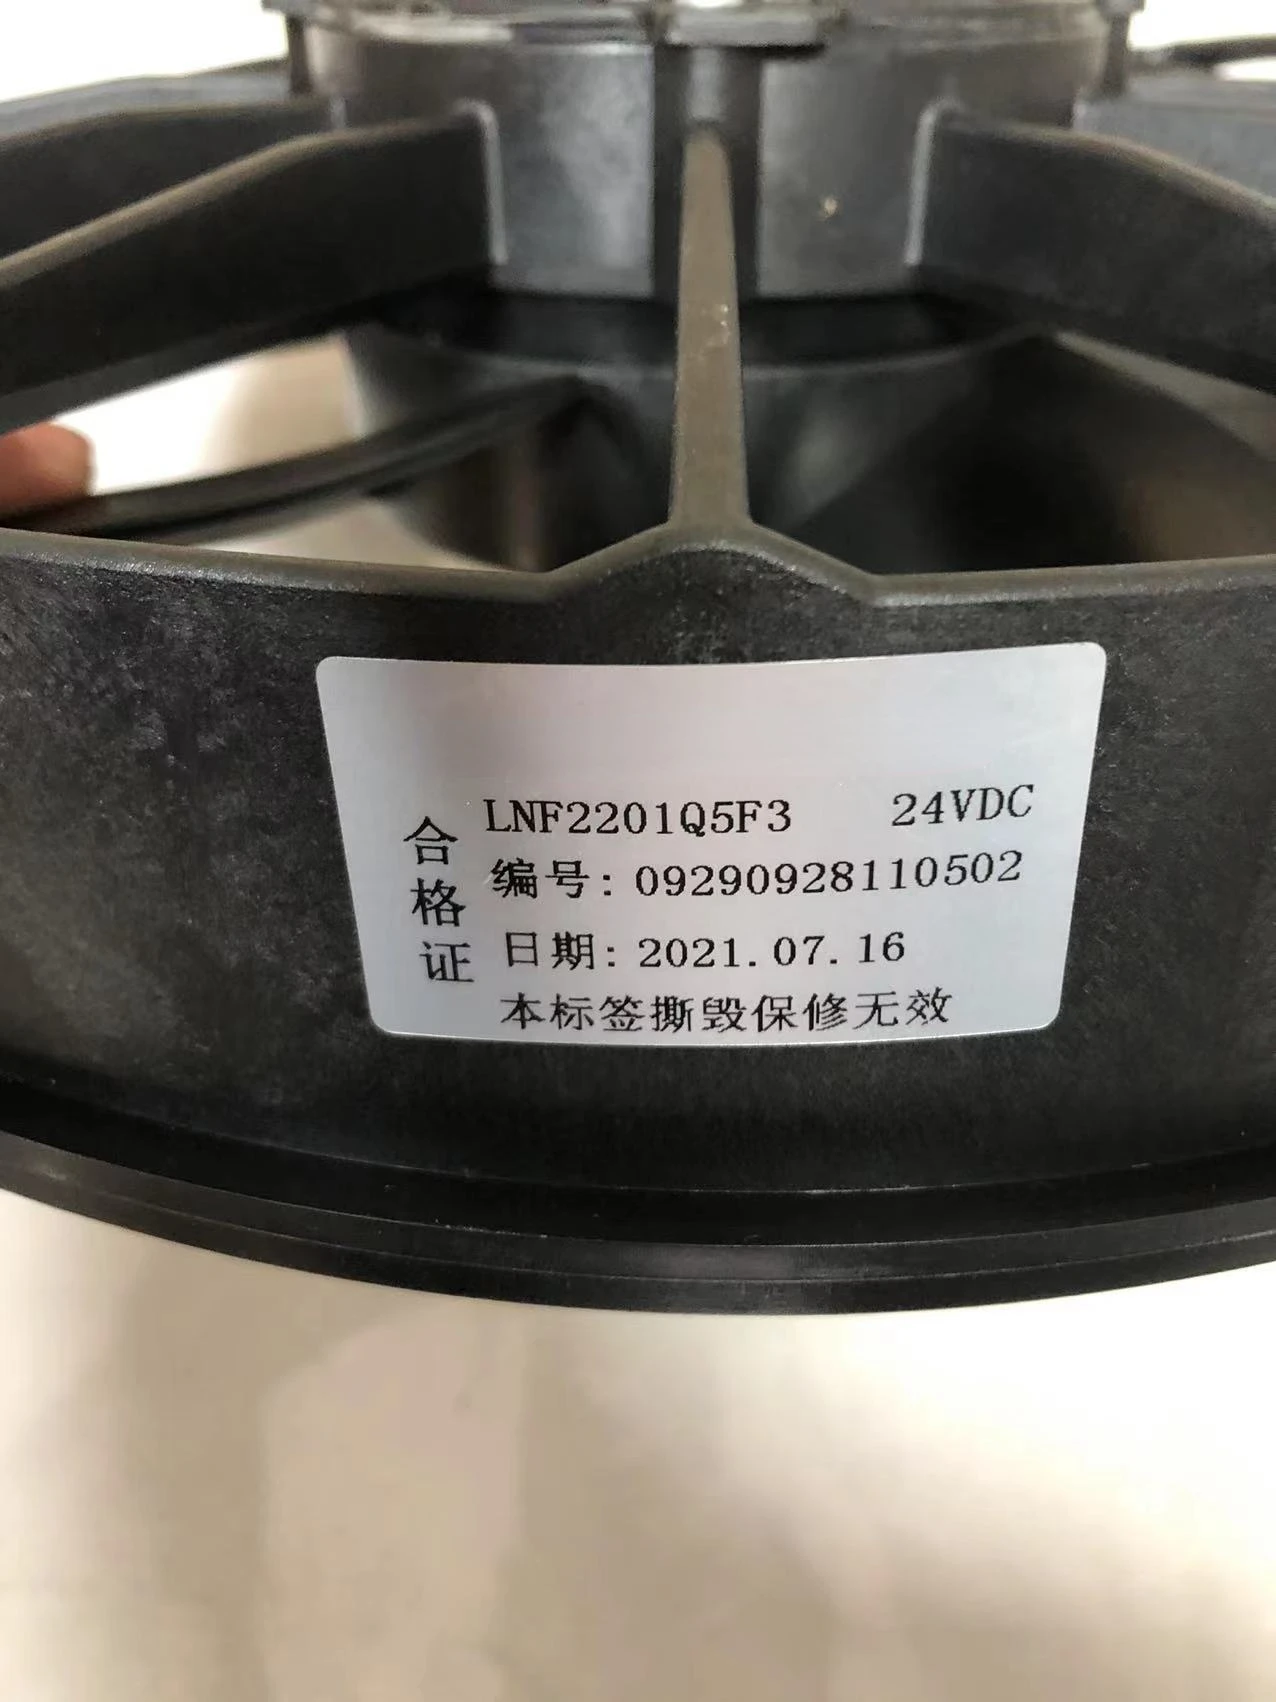 合格证
LNF2201Q5F3 24VDC
编号: 09290928110502
日期: 2021.07.16
本标签撕毁保修无效